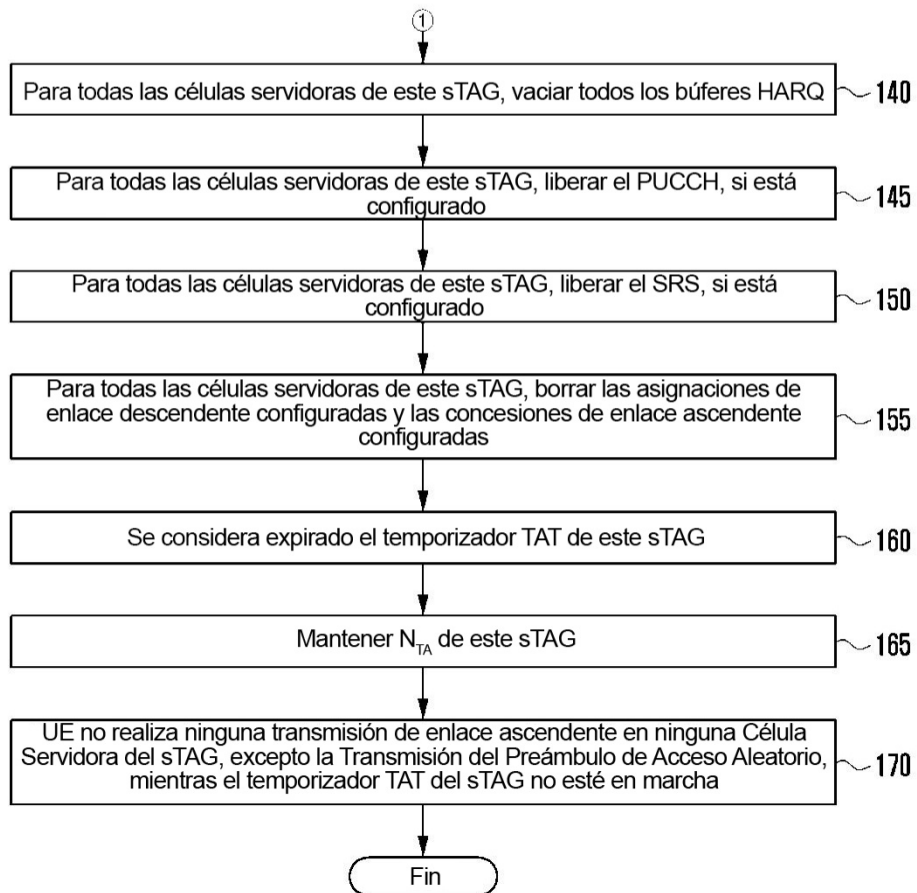 ①
Para todas las células servidoras de este sTAG, vaciar todos los búferes HARQ
140
Para todas las células servidoras de este sTAG, liberar el PUCCH, si está
configurado
145
Para todas las células servidoras de este sTAG, liberar el SRS, si está
configurado
150
Para todas las células servidoras de este sTAG, borrar las asignaciones de
enlace descendente configuradas y las concesiones de enlace ascendente
configuradas
155
Se considera expirado el temporizador TAT de este sTAG
160
Mantener N_TA de este sTAG
165
UE no realiza ninguna transmisión de enlace ascendente en ninguna Célula
Servidora del sTAG, excepto la Transmisión del Preámbulo de Acceso Aleatorio,
mientras el temporizador TAT del sTAG no esté en marcha
170
Fin